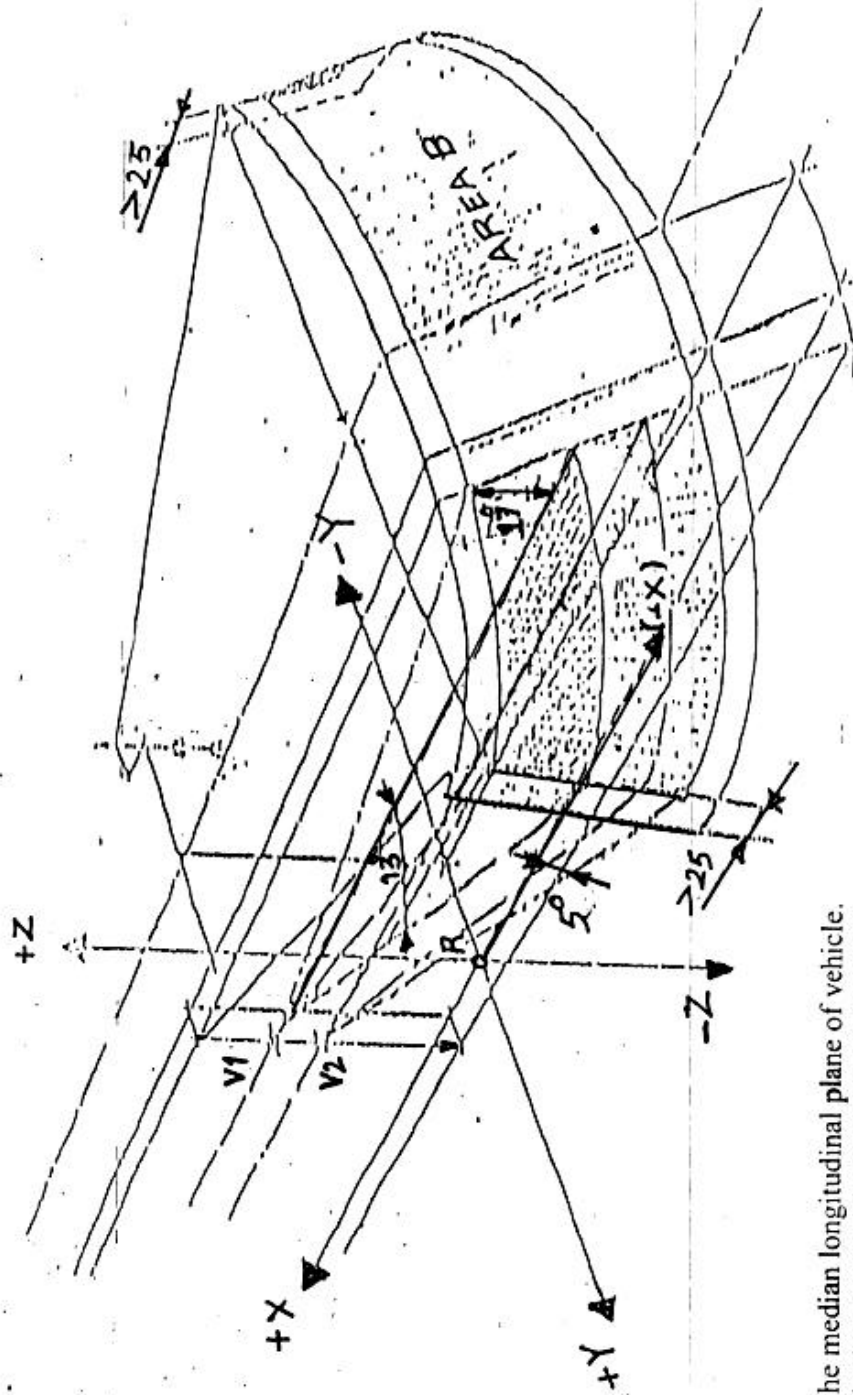 +Z
>25
AREA B
-Y
V1
V2
13°
17°
R
(-X)
5°
>25
-Z
+X
+Y
he median longitudinal plane of vehicle.